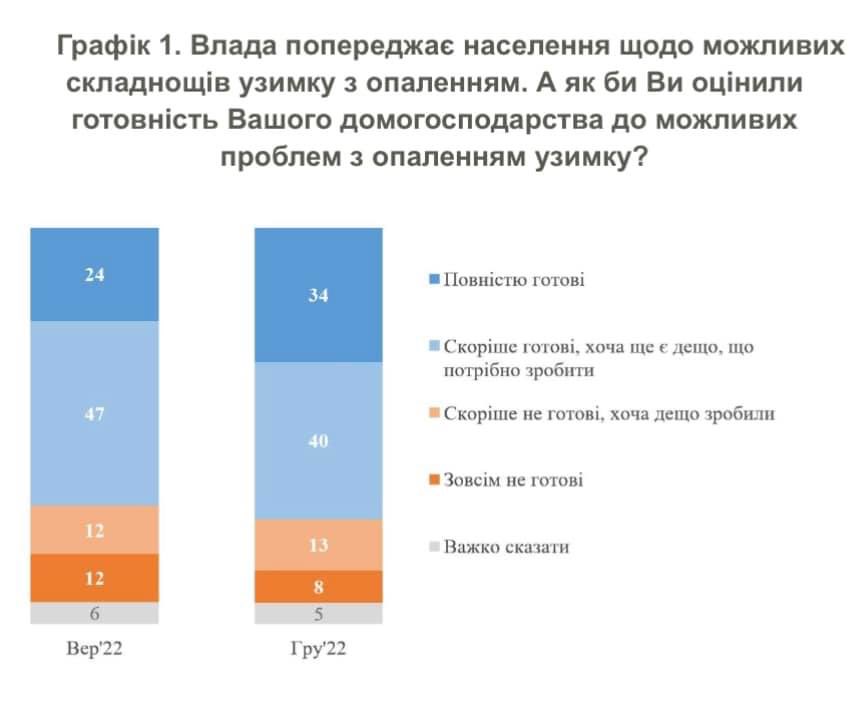 Графік 1. Влада попереджає населення щодо можливих
складнощів узимку з опаленням. А як би Ви оцінили
готовність Вашого домогосподарства до можливих
проблем з опаленням узимку?
24
47
12
12
6
Вер'22
34
40
13
8
5
Гру'22
Повністю готові
Скоріше готові, хоча ще є дещо, що
потрібно зробити
Скоріше не готові, хоча дещо зробили
Зовсім не готові
Важко сказати